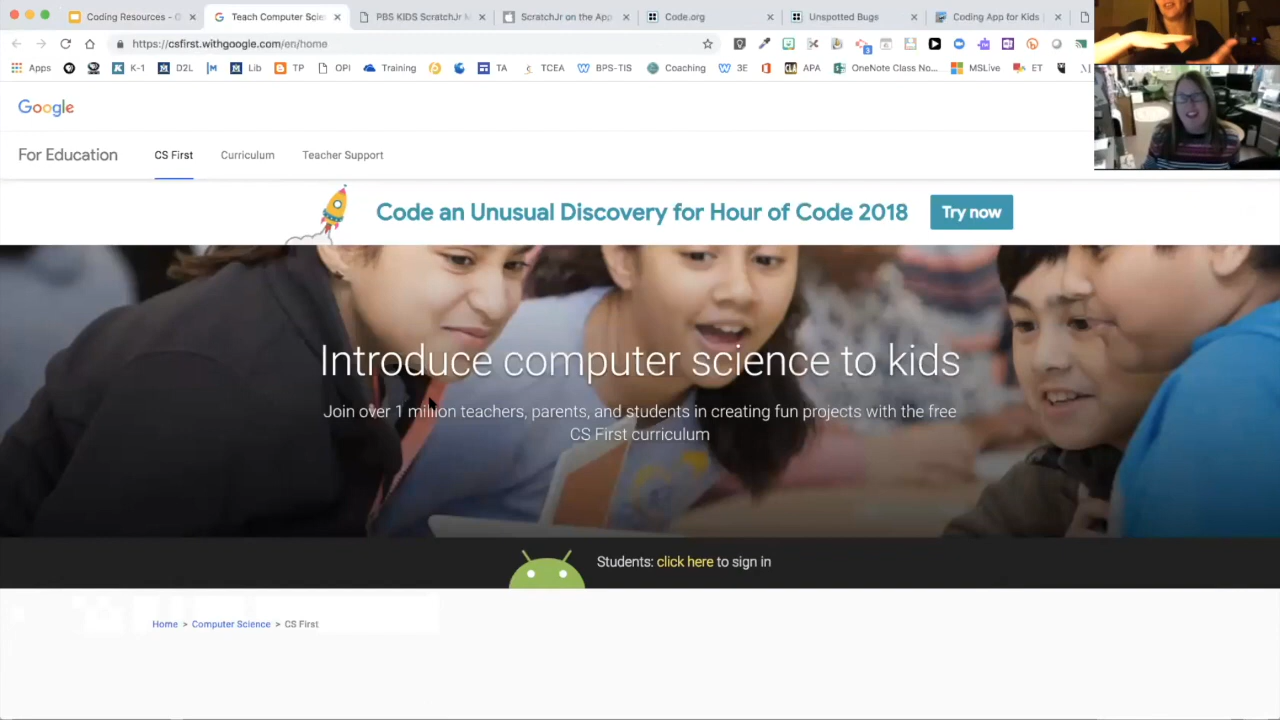 Coding Resources - G
Teach Computer Scie
PBS KIDS ScratchJr M
ScratchJr on the App
Code.org
Unspotted Bugs
Coding App for Kids
https://csfirst.withgoogle.com/en/home
Apps K-1 D2L Lib TP OPI Training TA TCEA BPS-TIS Coaching 3E APA OneNote Class No... MSLive ET
Google
For Education CS First Curriculum Teacher Support
Code an Unusual Discovery for Hour of Code 2018 Try now
Introduce computer science to kids
Join over 1 million teachers, parents, and students in creating fun projects with the free
CS First curriculum
Students: click here to sign in
Home > Computer Science > CS First